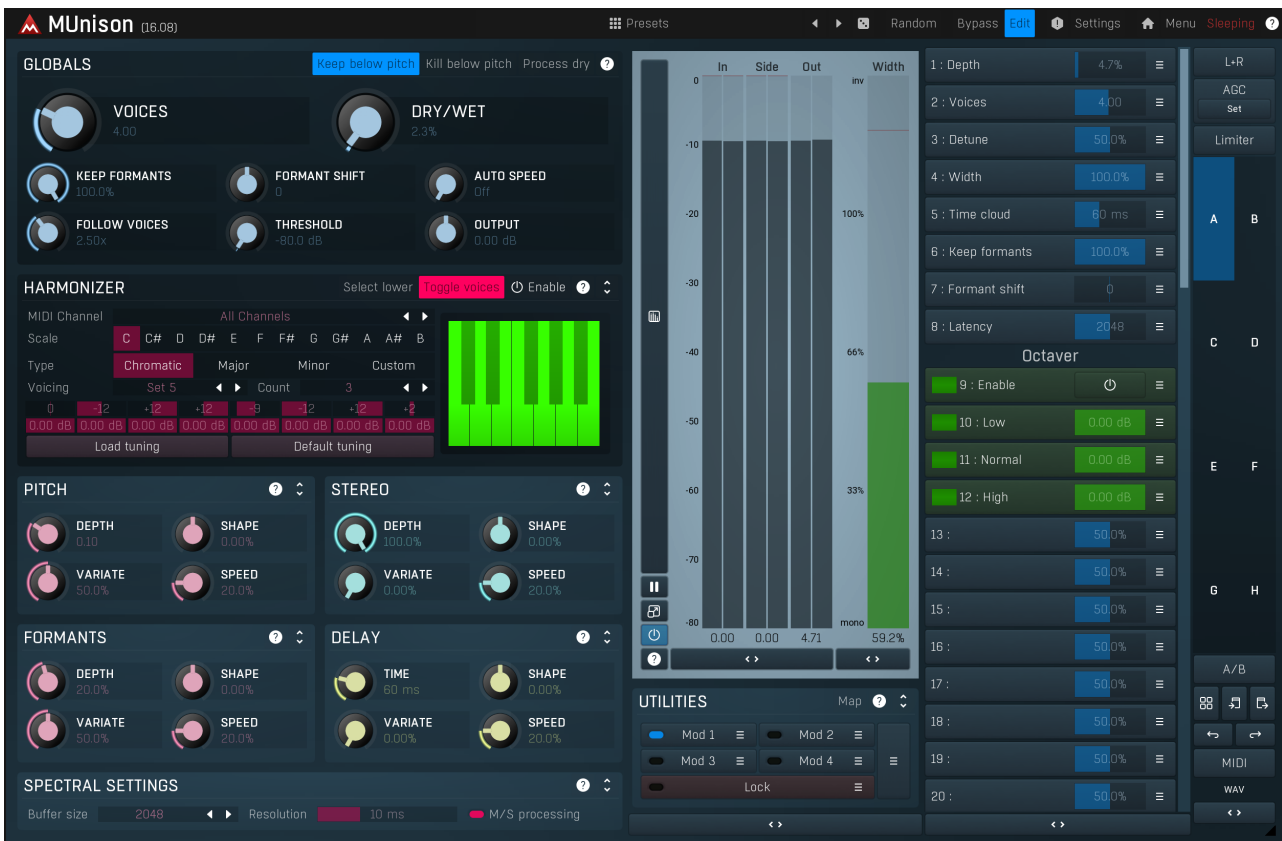 MUnison (16.08) Presets Random Bypass Edit Settings Menu Sleeping ?
GLOBALS Keep below pitch Kill below pitch Process dry ?
VOICES
4.00
DRY/WET
2.3%
KEEP FORMANTS
100.0%
FORMANT SHIFT
0
AUTO SPEED
Off
FOLLOW VOICES
2.50x
THRESHOLD
-80.0 dB
OUTPUT
0.00 dB
HARMONIZER Select lower Toggle voices Enable ?
MIDI Channel All Channels
Scale C C# D D# E F F# G G# A A# B
Type Chromatic Major Minor Custom
Voicing Set 5 Count 3
0 -12 +12 +12 -9 -12 +12 +2
0.00 dB 0.00 dB 0.00 dB 0.00 dB 0.00 dB 0.00 dB 0.00 dB 0.00 dB
Load tuning Default tuning
PITCH ?
DEPTH
0.10
SHAPE
0.00%
VARIATE
50.0%
SPEED
20.0%
STEREO ?
DEPTH
100.0%
SHAPE
0.00%
VARIATE
0.00%
SPEED
20.0%
FORMANTS ?
DEPTH
20.0%
SHAPE
0.00%
VARIATE
50.0%
SPEED
20.0%
DELAY ?
TIME
60 ms
SHAPE
0.00%
VARIATE
0.00%
SPEED
20.0%
SPECTRAL SETTINGS ?
Buffer size 2048 Resolution 10 ms M/S processing
In Side Out Width
0 inv
-10
-20 100%
-30
-40 66%
-50
-60 33%
-70
-80 mono
0.00 0.00 4.71 59.2%
?
UTILITIES Map ?
Mod 1 Mod 2
Mod 3 Mod 4
Lock
1 : Depth 4.7%
2 : Voices 4.00
3 : Detune 50.0%
4 : Width 100.0%
5 : Time cloud 60 ms
6 : Keep formants 100.0%
7 : Formant shift 0
8 : Latency 2048
Octaver
9 : Enable
10 : Low 0.00 dB
11 : Normal 0.00 dB
12 : High 0.00 dB
13 : 50.0%
14 : 50.0%
15 : 50.0%
16 : 50.0%
17 : 50.0%
18 : 50.0%
19 : 50.0%
20 : 50.0%
L+R
AGC
Set
Limiter
A B
C D
E F
G H
A/B
MIDI
WAV